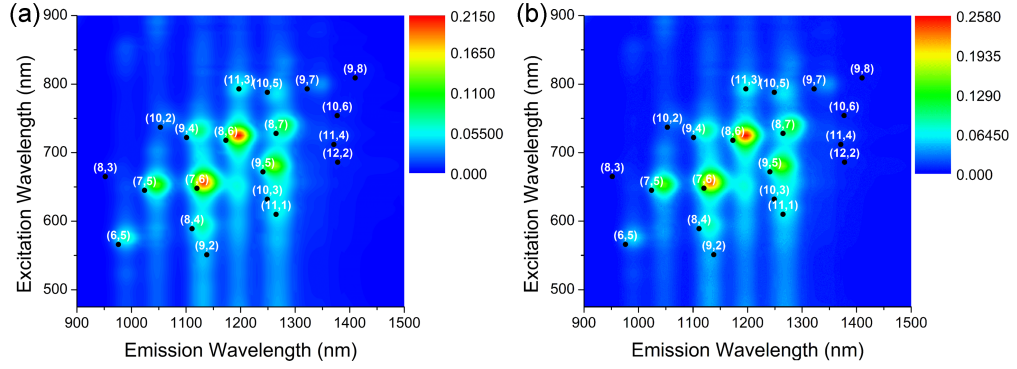 (a)
Excitation Wavelength (nm)
900
800
700
600
500
900 1000 1100 1200 1300 1400 1500
Emission Wavelength (nm)
(9,8)
(11,3) (10,5) (9,7)
(10,6)
(10,2) (9,4) (8,6) (8,7)
(11,4)
(12,2)
(8,3) (7,5) (7,6) (9,5)
(10,3)
(11,1)
(6,5) (8,4)
(9,2)
0.2150
0.1650
0.1100
0.05500
0.000
(b)
Excitation Wavelength (nm)
900
800
700
600
500
900 1000 1100 1200 1300 1400 1500
Emission Wavelength (nm)
(9,8)
(11,3) (10,5) (9,7)
(10,6)
(10,2) (9,4) (8,6) (8,7)
(11,4)
(12,2)
(8,3) (7,5) (7,6) (9,5)
(10,3)
(11,1)
(6,5) (8,4)
(9,2)
0.2580
0.1935
0.1290
0.06450
0.000